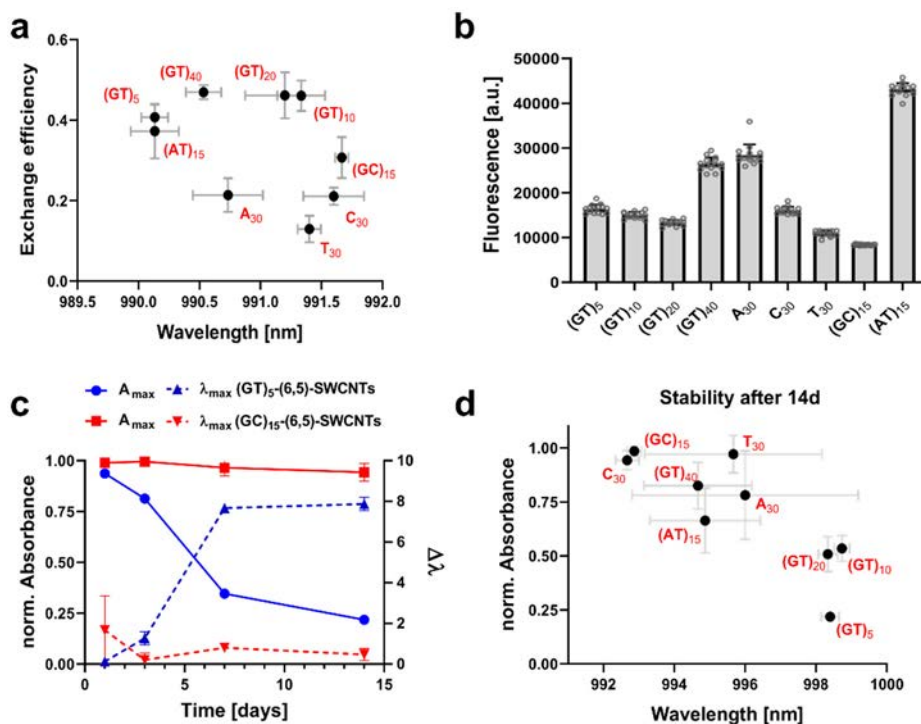 a
Exchange efficiency
0.6
0.4
0.2
0.0
989.5 990.0 990.5 991.0 991.5 992.0
Wavelength [nm]
(GT)₅
(GT)₄₀
(GT)₂₀
(GT)₁₀
(AT)₁₅
(GC)₁₅
A₃₀
C₃₀
T₃₀
b
Fluorescence [a.u.]
50000
40000
30000
20000
10000
0
(GT)₅ (GT)₁₀ (GT)₂₀ (GT)₄₀ A₃₀ C₃₀ T₃₀ (GC)₁₅ (AT)₁₅
c
Aₘₐₓ λₘₐₓ (GT)₅-(6,5)-SWCNTs
Aₘₐₓ λₘₐₓ (GC)₁₅-(6,5)-SWCNTs
norm. Absorbance
1.00
0.75
0.50
0.25
0.00
10
8
6
4
2
0
Δλ
0 5 10 15
Time [days]
d
Stability after 14d
norm. Absorbance
1.00
0.75
0.50
0.25
0.00
992 994 996 998 1000
Wavelength [nm]
(GC)₁₅
T₃₀
C₃₀
(GT)₄₀
A₃₀
(AT)₁₅
(GT)₂₀
(GT)₁₀
(GT)₅